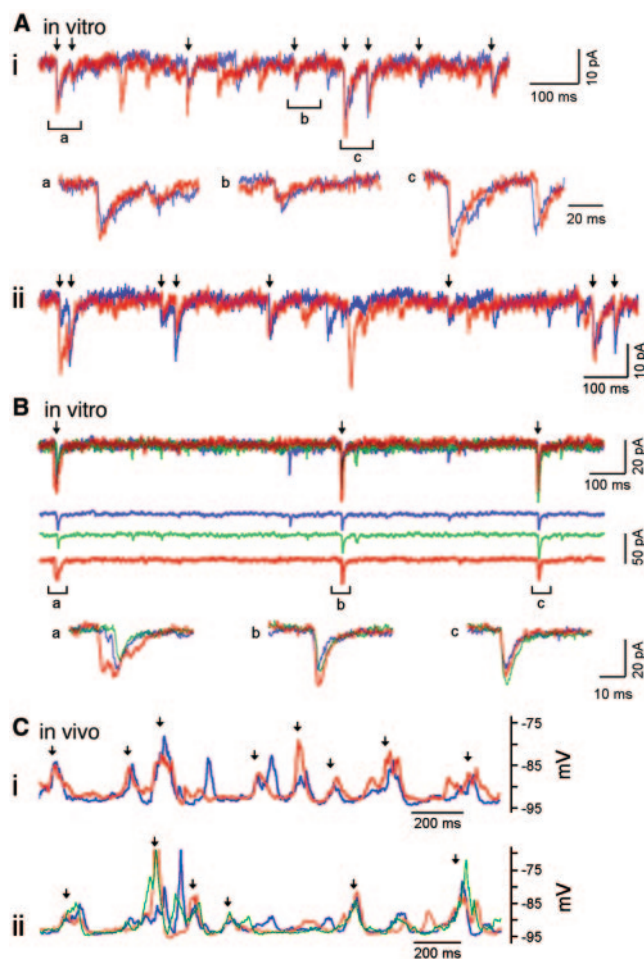 A in vitro
i
10 pA
100 ms
a
b
c
a
b
c
20 ms
ii
10 pA
100 ms
B in vitro
20 pA
100 ms
50 pA
a
b
c
a
b
c
20 pA
10 ms
C in vivo
-75
i
-85
mV
-95
200 ms
-75
ii
-85
mV
-95
200 ms